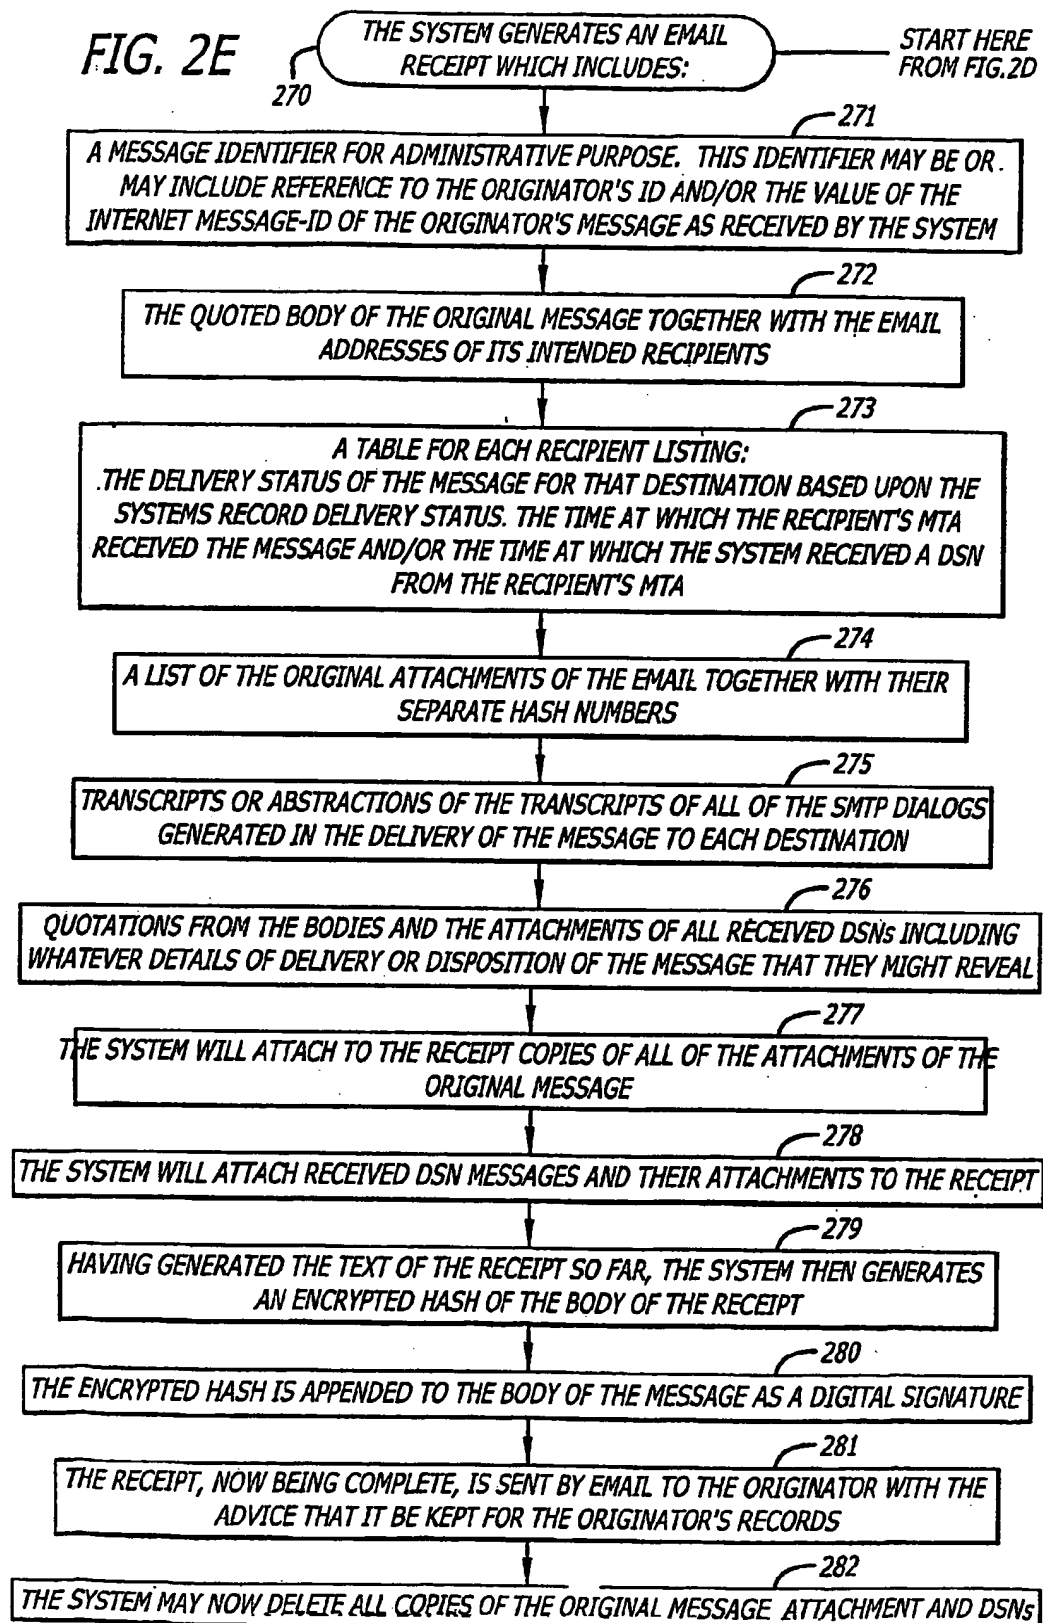 FIG. 2E
THE SYSTEM GENERATES AN EMAIL
RECEIPT WHICH INCLUDES:
START HERE
FROM FIG.2D
270
271
A MESSAGE IDENTIFIER FOR ADMINISTRATIVE PURPOSE. THIS IDENTIFIER MAY BE OR
MAY INCLUDE REFERENCE TO THE ORIGINATOR'S ID AND/OR THE VALUE OF THE
INTERNET MESSAGE-ID OF THE ORIGINATOR'S MESSAGE AS RECEIVED BY THE SYSTEM
272
THE QUOTED BODY OF THE ORIGINAL MESSAGE TOGETHER WITH THE EMAIL
ADDRESSES OF ITS INTENDED RECIPIENTS
273
A TABLE FOR EACH RECIPIENT LISTING:
THE DELIVERY STATUS OF THE MESSAGE FOR THAT DESTINATION BASED UPON THE
SYSTEMS RECORD DELIVERY STATUS. THE TIME AT WHICH THE RECIPIENT'S MTA
RECEIVED THE MESSAGE AND/OR THE TIME AT WHICH THE SYSTEM RECEIVED A DSN
FROM THE RECIPIENT'S MTA
274
A LIST OF THE ORIGINAL ATTACHMENTS OF THE EMAIL TOGETHER WITH THEIR
SEPARATE HASH NUMBERS
275
TRANSCRIPTS OR ABSTRACTIONS OF THE TRANSCRIPTS OF ALL OF THE SMTP DIALOGS
GENERATED IN THE DELIVERY OF THE MESSAGE TO EACH DESTINATION
276
QUOTATIONS FROM THE BODIES AND THE ATTACHMENTS OF ALL RECEIVED DSNs INCLUDING
WHATEVER DETAILS OF DELIVERY OR DISPOSITION OF THE MESSAGE THAT THEY MIGHT REVEAL
277
THE SYSTEM WILL ATTACH TO THE RECEIPT COPIES OF ALL OF THE ATTACHMENTS OF THE
ORIGINAL MESSAGE
278
THE SYSTEM WILL ATTACH RECEIVED DSN MESSAGES AND THEIR ATTACHMENTS TO THE RECEIPT
279
HAVING GENERATED THE TEXT OF THE RECEIPT SO FAR, THE SYSTEM THEN GENERATES
AN ENCRYPTED HASH OF THE BODY OF THE RECEIPT
280
THE ENCRYPTED HASH IS APPENDED TO THE BODY OF THE MESSAGE AS A DIGITAL SIGNATURE
281
THE RECEIPT, NOW BEING COMPLETE, IS SENT BY EMAIL TO THE ORIGINATOR WITH THE
ADVICE THAT IT BE KEPT FOR THE ORIGINATOR'S RECORDS
282
THE SYSTEM MAY NOW DELETE ALL COPIES OF THE ORIGINAL MESSAGE ATTACHMENT AND DSNs